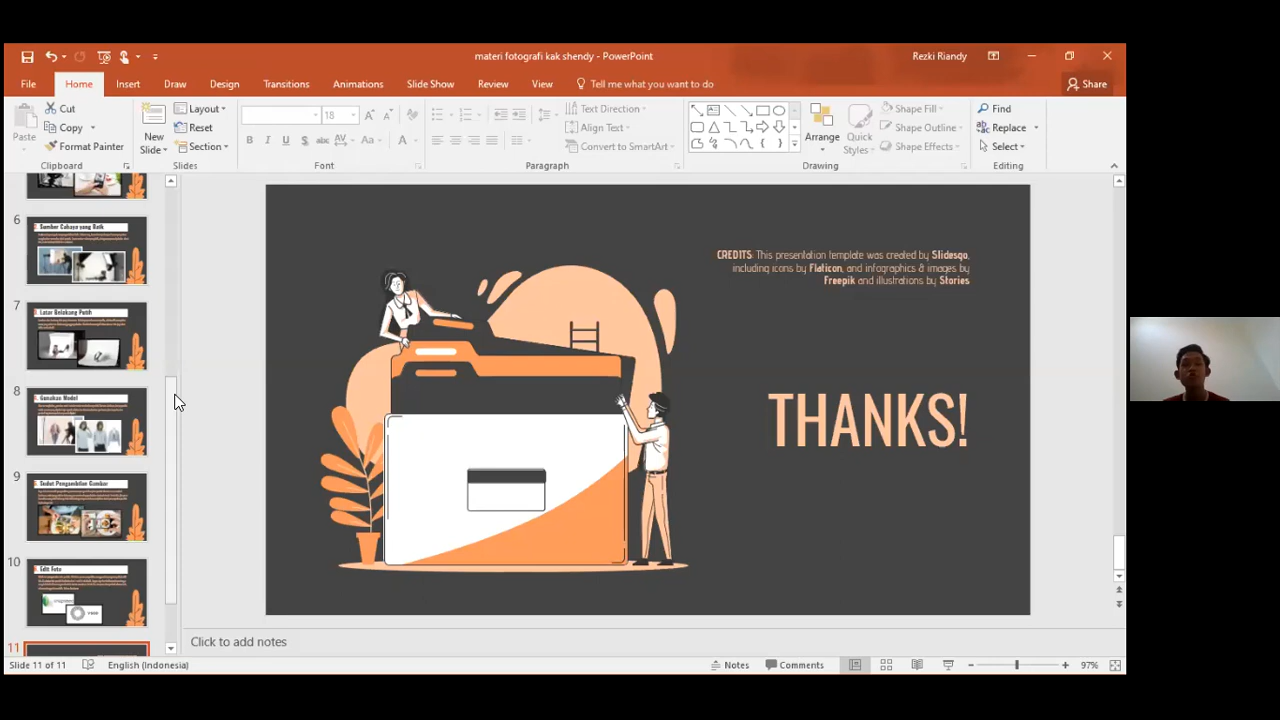 materi fotografi kak shendy - PowerPoint
Rezki Riandy
File
Home
Insert
Draw
Design
Transitions
Animations
Slide Show
Review
View
Tell me what you want to do
Share
Paste
Cut
Copy
Format Painter
Clipboard
New
Slide
Layout
Reset
Section
Slides
18
Font
Text Direction
Align Text
Convert to SmartArt
Paragraph
Arrange
Quick
Styles
Shape Fill
Shape Outline
Shape Effects
Drawing
Find
Replace
Select
Editing
6
Sumber Cahaya yang Baik
7
Latar Belakang Putih
8
Gunakan Model
9
Sudut Pengambilan Gambar
10
Edit Foto
11
CREDITS: This presentation template was created by Slidesgo,
including icons by Flaticon, and infographics & images by
Freepik and illustrations by Stories
THANKS!
Click to add notes
Slide 11 of 11
English (Indonesia)
Notes
Comments
97%